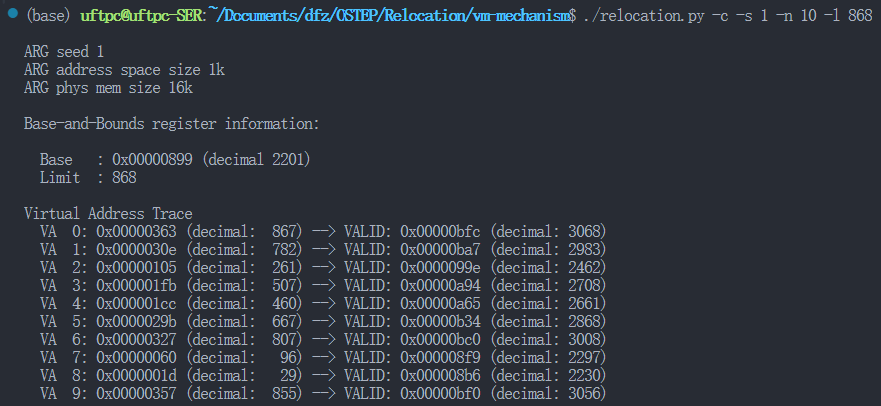 (base) uftpc@uftpc-SER:~/Documents/dfz/OSTEP/Relocation/vm-mechanism$ ./relocation.py -c -s 1 -n 10 -l 868
ARG seed 1
ARG address space size 1k
ARG phys mem size 16k
Base-and-Bounds register information:
Base   : 0x00000899 (decimal 2201)
Limit  : 868
Virtual Address Trace
VA  0: 0x00000363 (decimal:  867) --> VALID: 0x00000bfc (decimal: 3068)
VA  1: 0x0000030e (decimal:  782) --> VALID: 0x00000ba7 (decimal: 2983)
VA  2: 0x00000105 (decimal:  261) --> VALID: 0x0000099e (decimal: 2462)
VA  3: 0x000001fb (decimal:  507) --> VALID: 0x00000a94 (decimal: 2708)
VA  4: 0x000001cc (decimal:  460) --> VALID: 0x00000a65 (decimal: 2661)
VA  5: 0x0000029b (decimal:  667) --> VALID: 0x00000b34 (decimal: 2868)
VA  6: 0x00000327 (decimal:  807) --> VALID: 0x00000bc0 (decimal: 3008)
VA  7: 0x00000060 (decimal:   96) --> VALID: 0x000008f9 (decimal: 2297)
VA  8: 0x0000001d (decimal:   29) --> VALID: 0x000008b6 (decimal: 2230)
VA  9: 0x00000357 (decimal:  855) --> VALID: 0x00000bf0 (decimal: 3056)